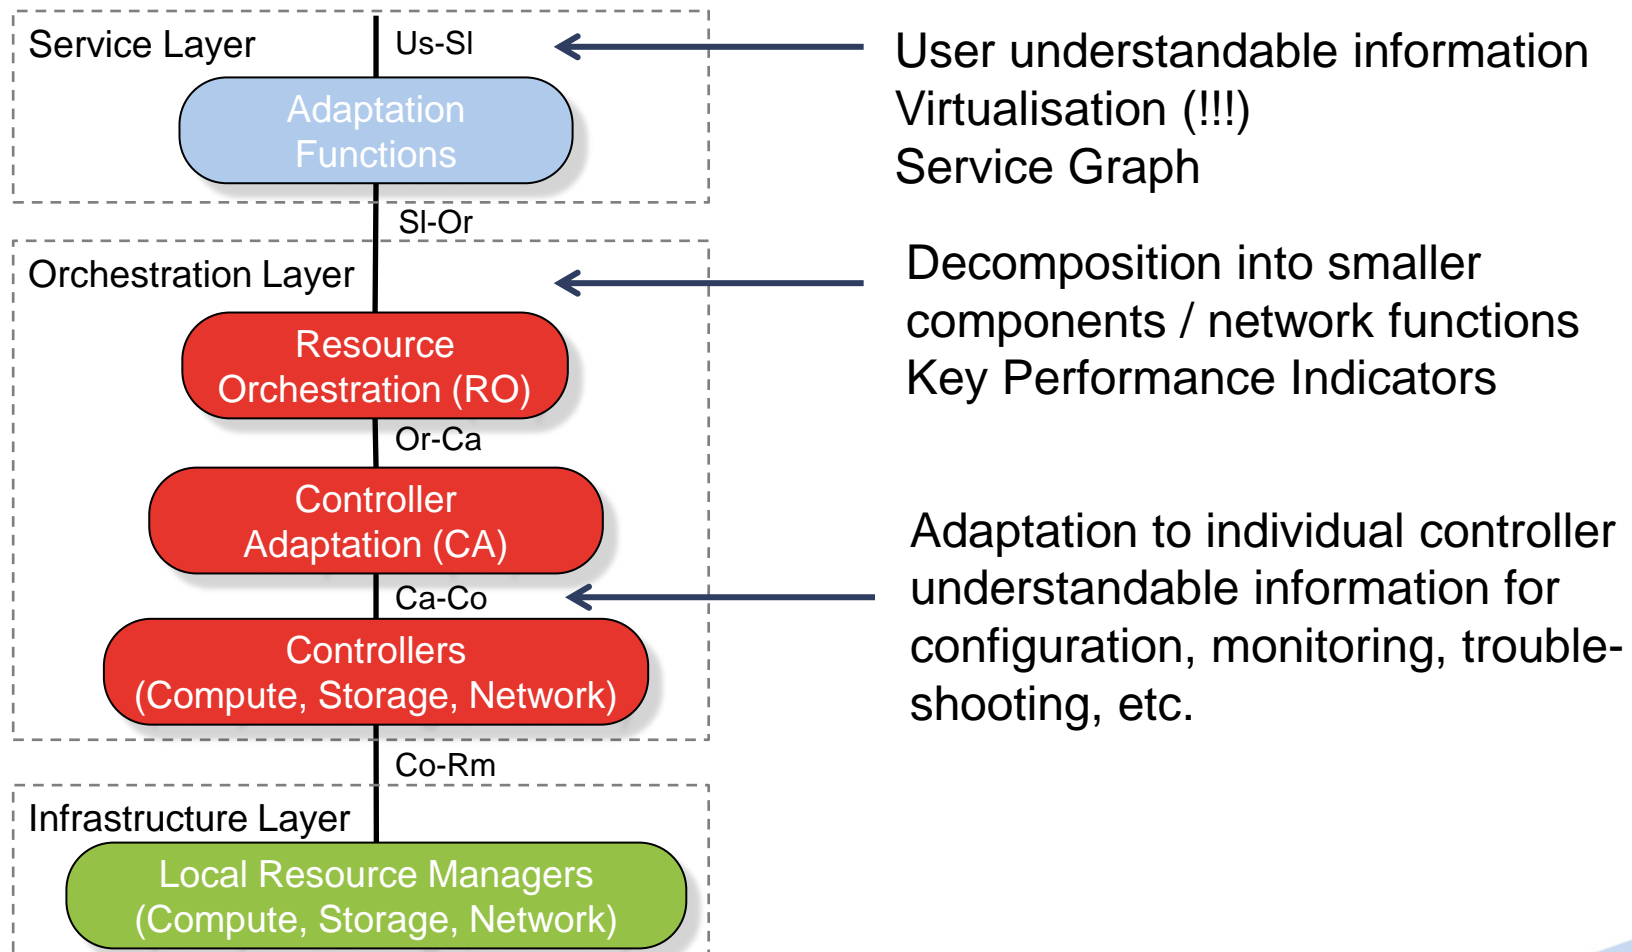 Service Layer
Us-Sl
Adaptation
Functions
Sl-Or
Orchestration Layer
Resource
Orchestration (RO)
Or-Ca
Controller
Adaptation (CA)
Ca-Co
Controllers
(Compute, Storage, Network)
Co-Rm
Infrastructure Layer
Local Resource Managers
(Compute, Storage, Network)
User understandable information
Virtualisation (!!!)
Service Graph
Decomposition into smaller
components / network functions
Key Performance Indicators
Adaptation to individual controller
understandable information for
configuration, monitoring, trouble-
shooting, etc.